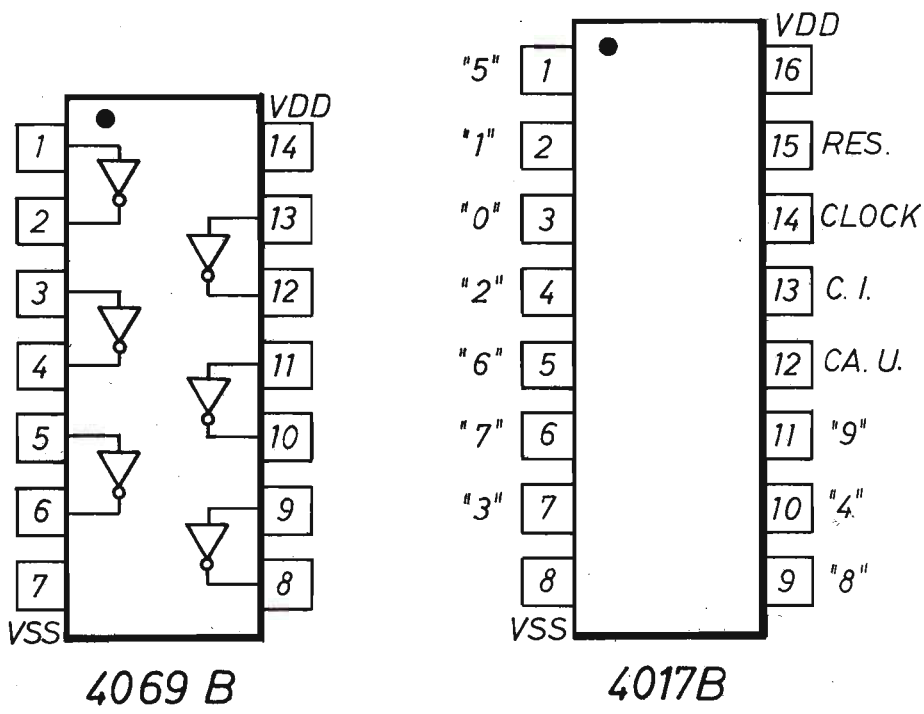 VDD
1
14
2
13
3
12
4
11
5
10
6
9
7
8
VSS
4069 B
VDD
"5" 1
16
"1" 2
15 RES.
"0" 3
14 CLOCK
"2" 4
13 C. I.
"6" 5
12 CA. U.
"7" 6
11 "9"
"3" 7
10 "4"
8
9 "8"
VSS
4017B